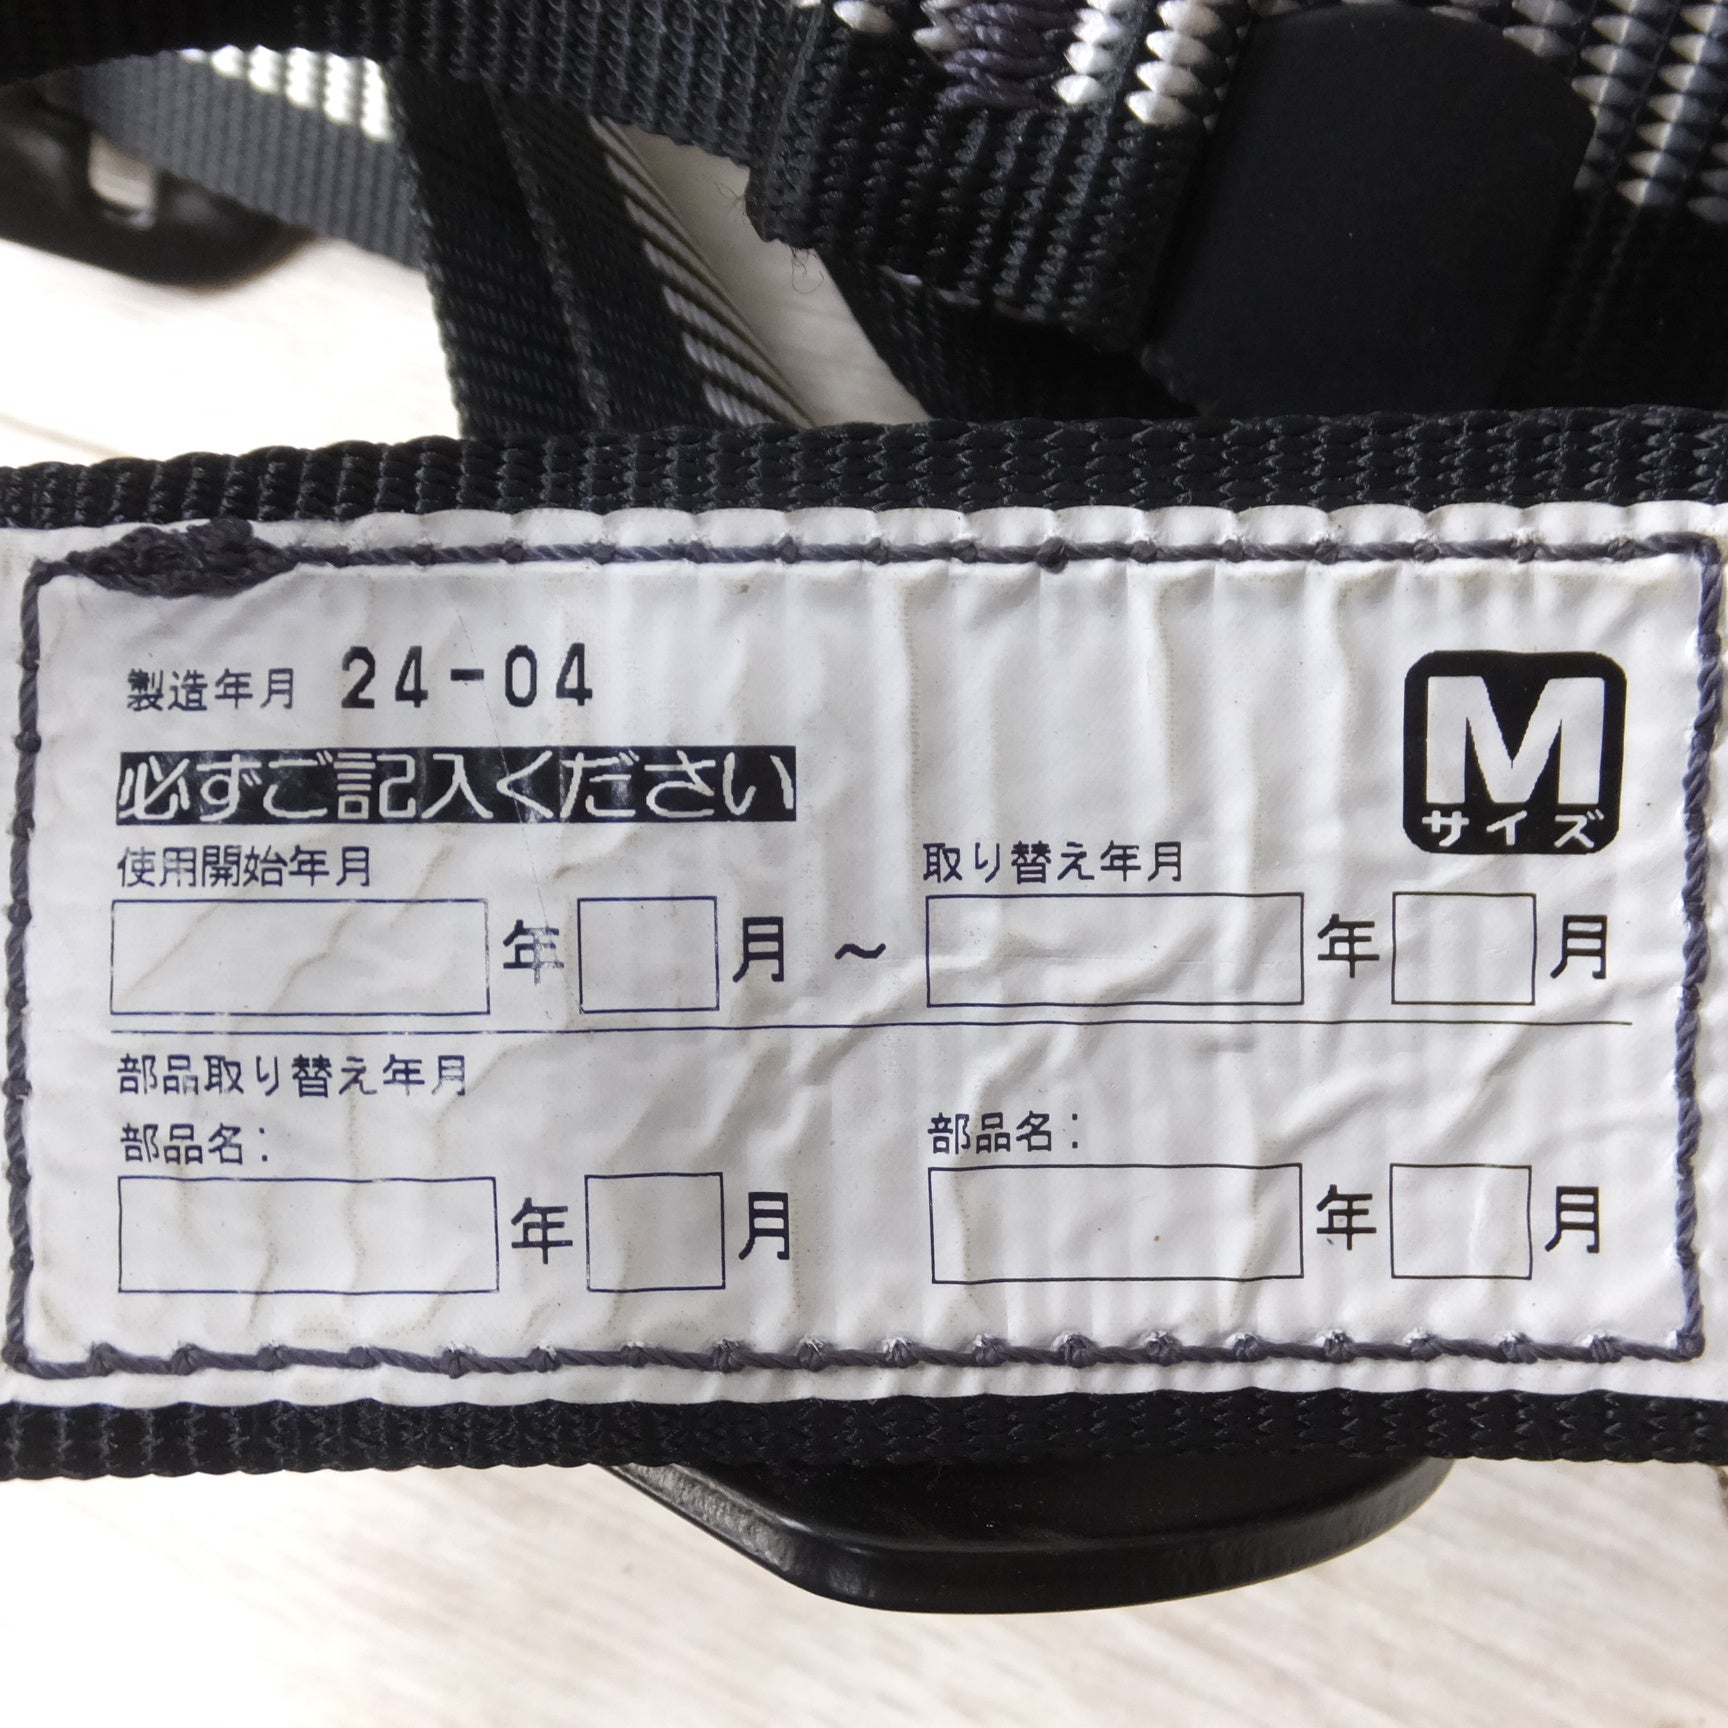 製造年月 24-04
M
サイズ
必ずご記入ください
使用開始年月 取り替え年月
年 月 ～ 年 月
部品取り替え年月
部品名： 部品名：
年 月 年 月